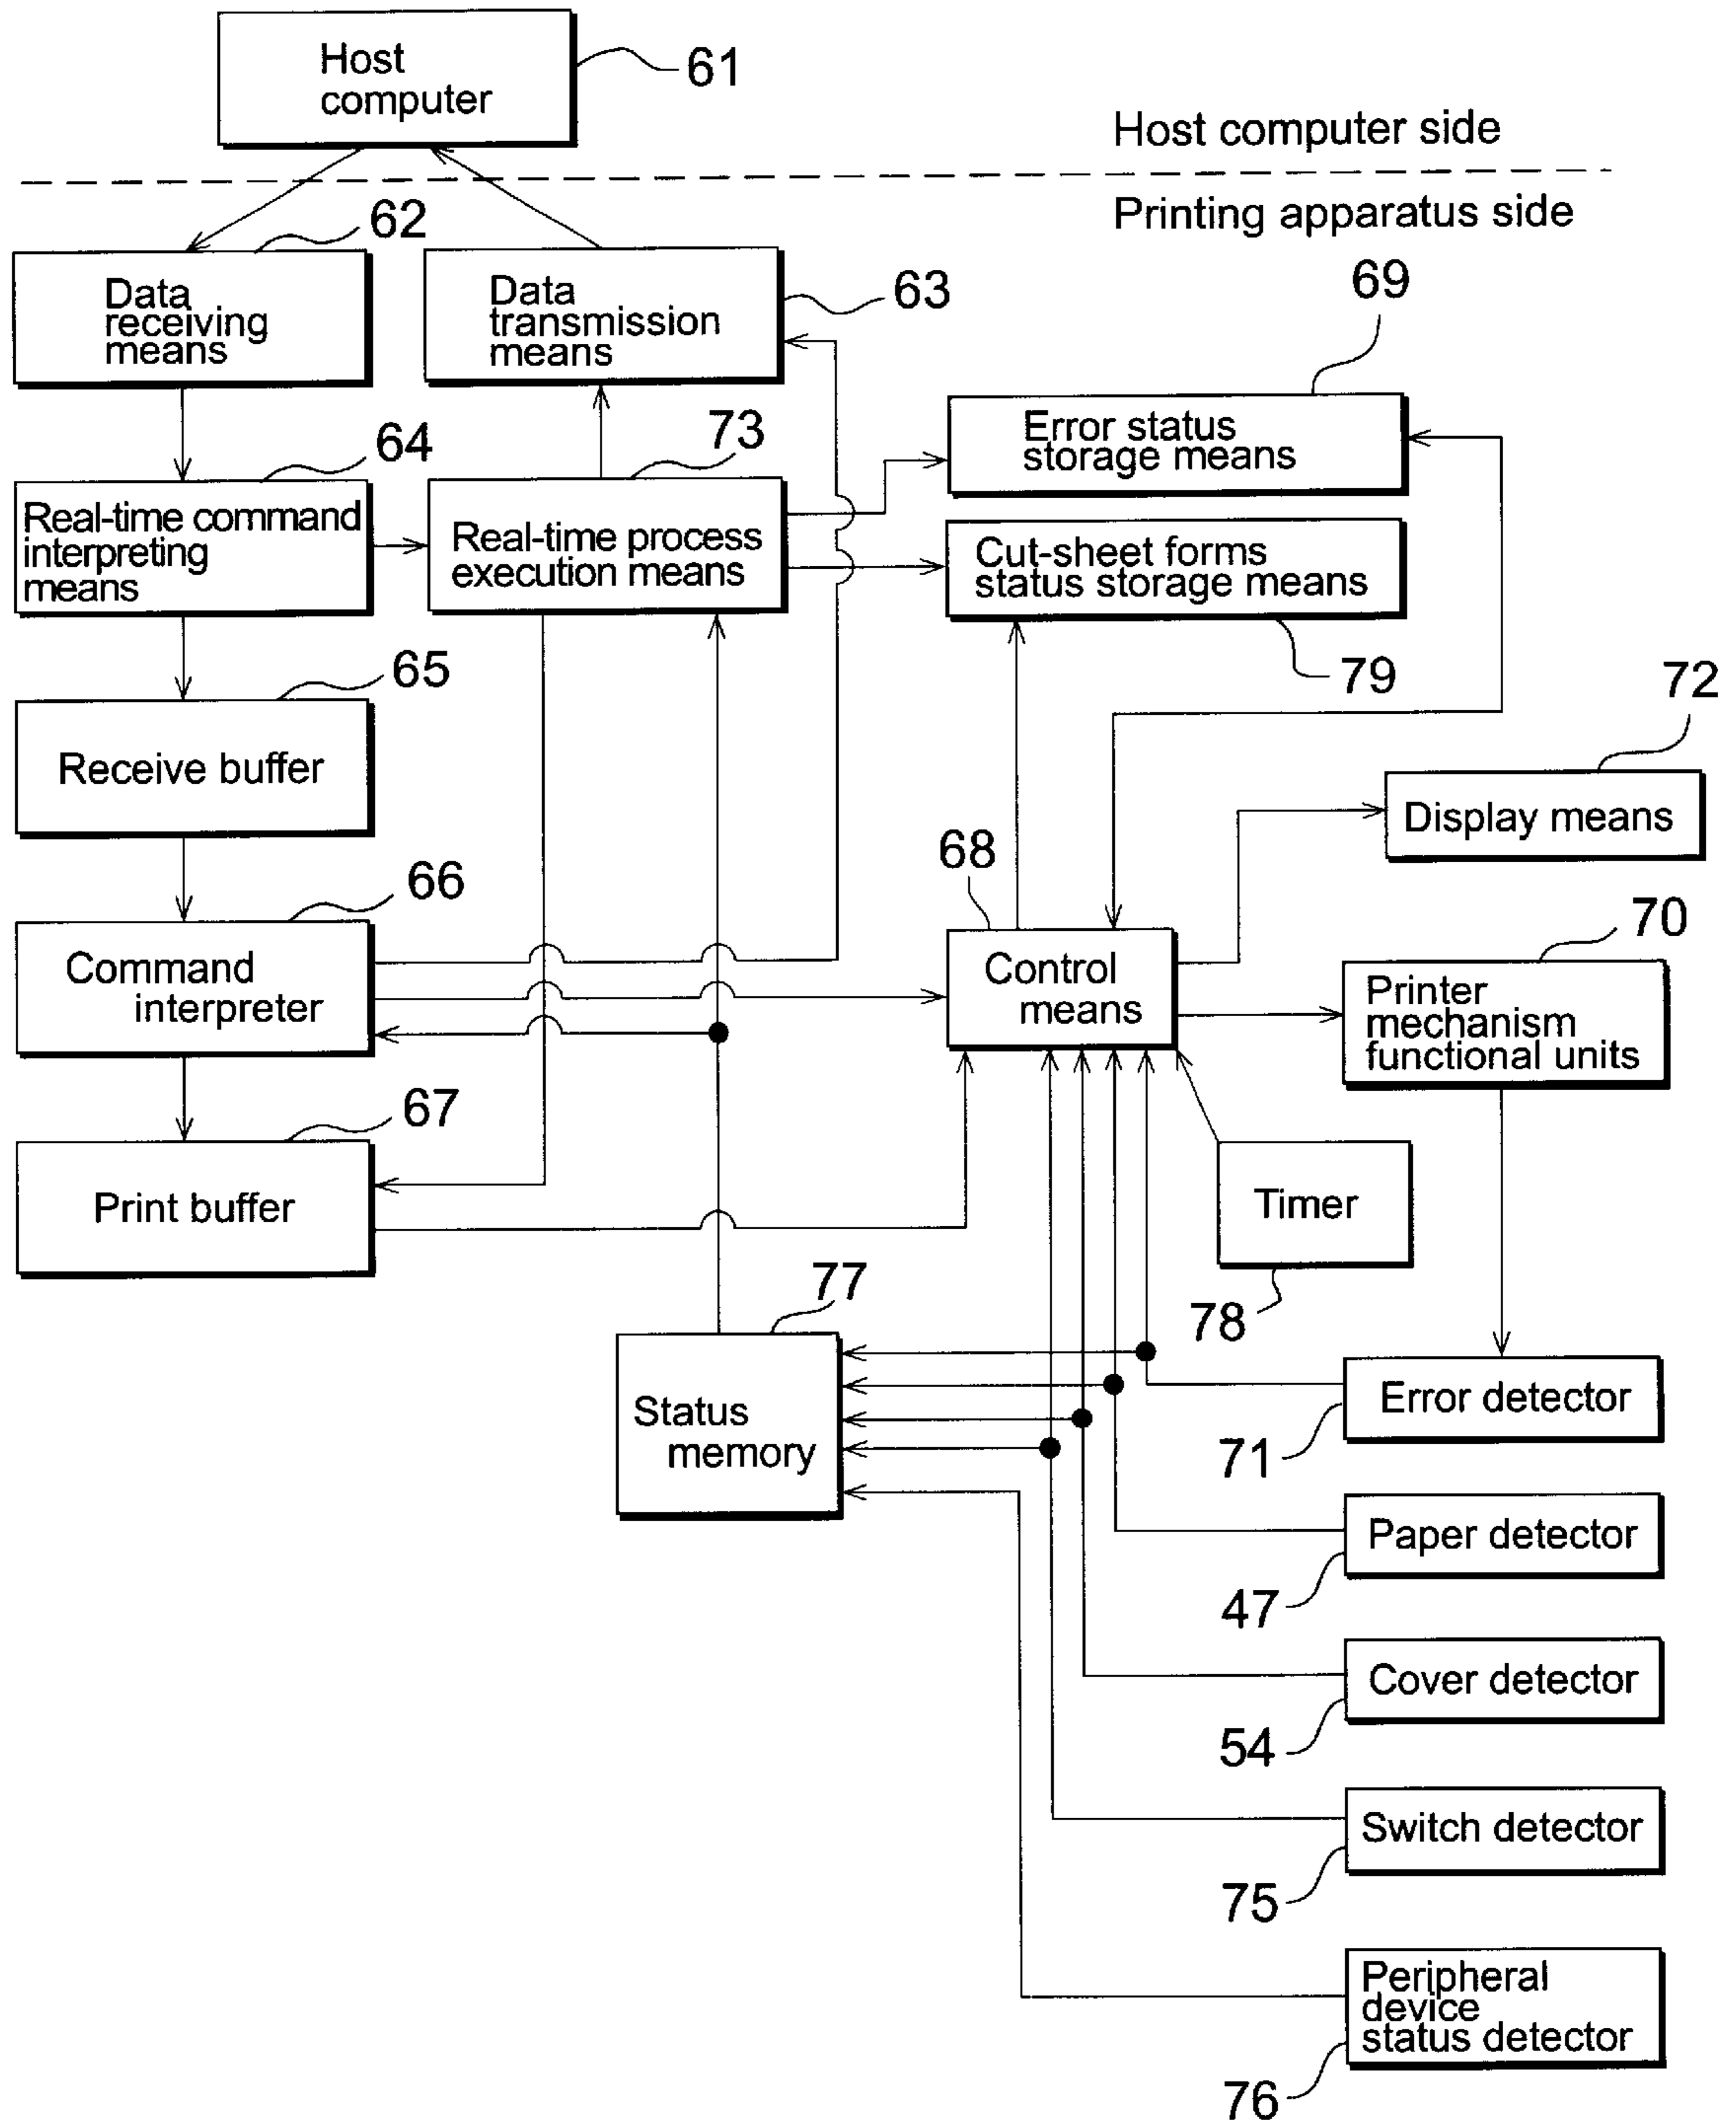 Host
computer
61
Host computer side
Printing apparatus side
62
Data
receiving
means
Data
transmission
means
63
69
64
73
Error status
storage means
Real-time command
interpreting
means
Real-time process
execution means
Cut-sheet forms
status storage means
65
79
72
Receive buffer
Display means
68
66
70
Command
interpreter
Control
means
Printer
mechanism
functional units
67
Print buffer
Timer
77
78
Status
memory
Error detector
71
Paper detector
47
Cover detector
54
Switch detector
75
Peripheral
device
status detector
76